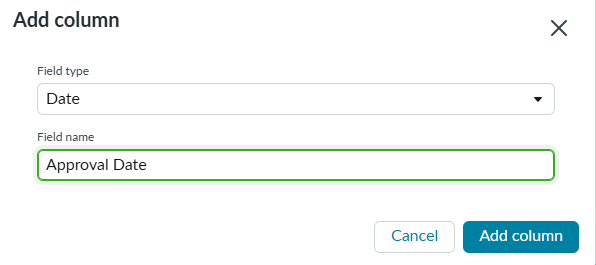 Add column
Field type
Date
Field name
Approval Date
Cancel
Add column